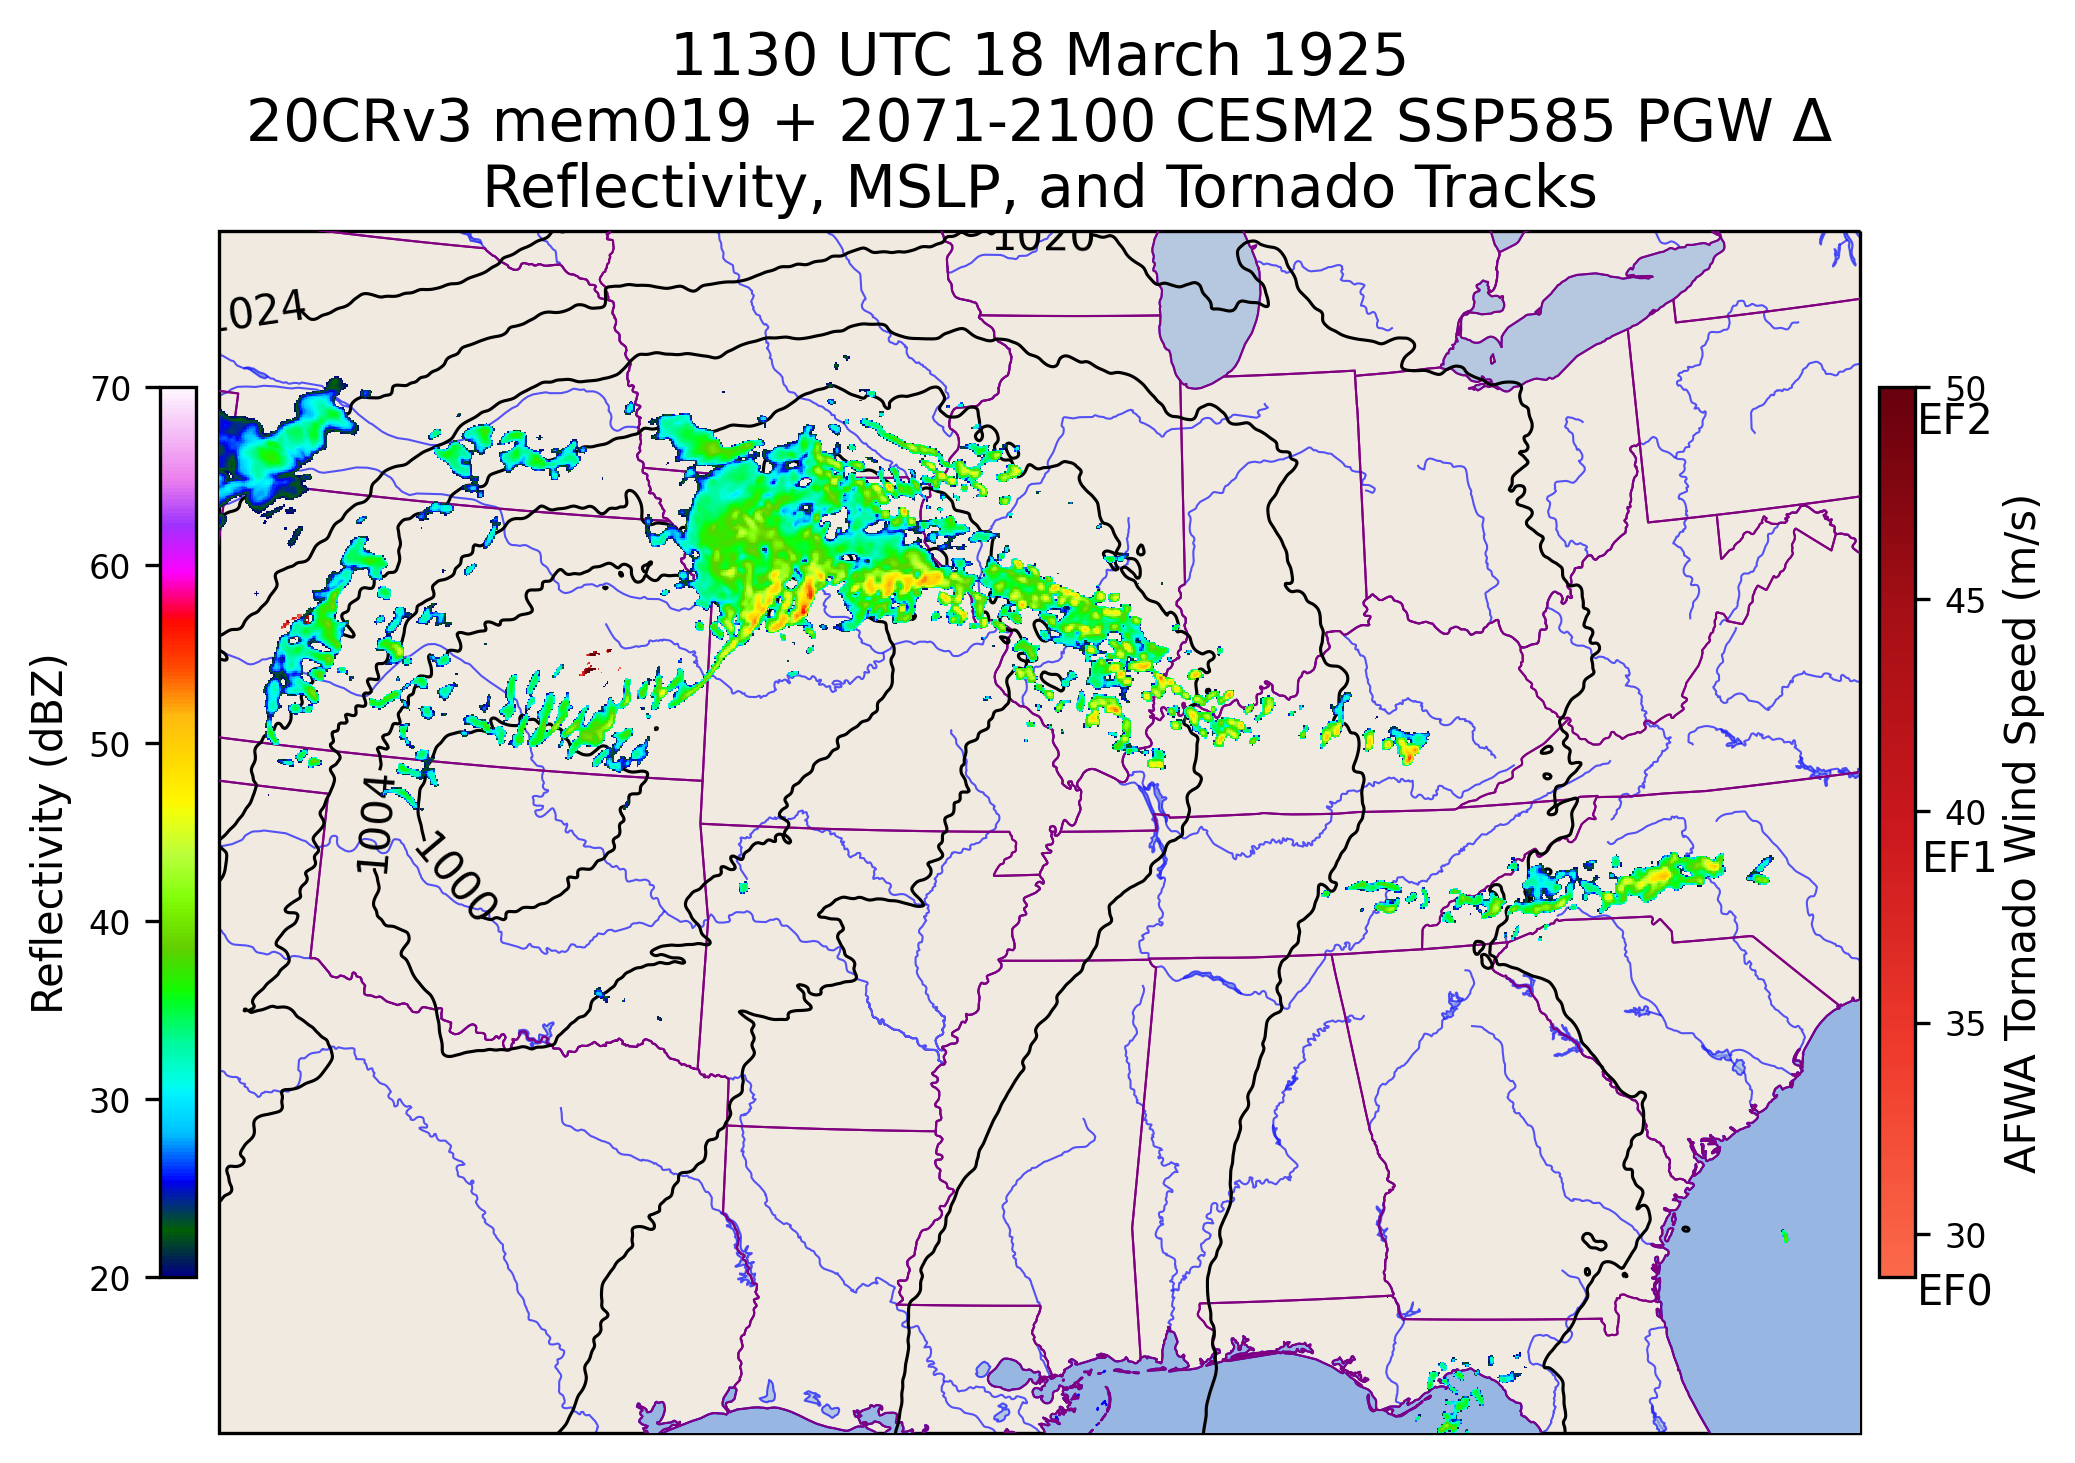 1130 UTC 18 March 1925
20CRv3 mem019 + 2071-2100 CESM2 SSP585 PGW Δ
Reflectivity, MSLP, and Tornado Tracks
1020
1024
1004
1000
70
60
50
40
30
20
Reflectivity (dBZ)
50
EF2
45
40
EF1
35
30
EF0
AFWA Tornado Wind Speed (m/s)